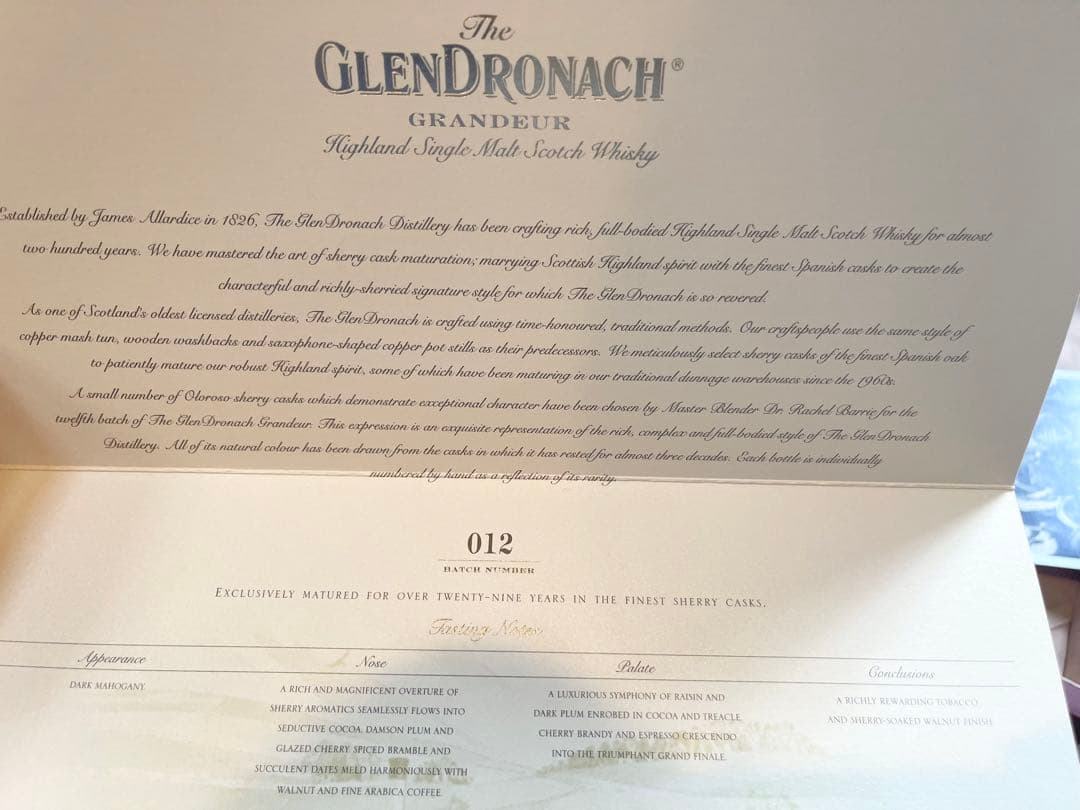 The
GLENDRONACH®
GRANDEUR
Highland Single Malt Scotch Whisky
Established by James Allardice in 1826, The GlenDronach Distillery has been crafting rich, full-bodied Highland Single Malt Scotch Whisky for almost
two hundred years. We have mastered the art of sherry cask maturation; marrying Scottish Highland spirit with the finest Spanish casks to create the
characterful and richly-sherried signature style for which The GlenDronach is so revered.
As one of Scotland's oldest licensed distilleries, The GlenDronach is crafted using time-honoured, traditional methods. Our craftspeople use the same style of
copper mash tun, wooden washbacks and saxophone-shaped copper pot stills as their predecessors. We meticulously select sherry casks of the finest Spanish oak
to patiently mature our robust Highland spirit, some of which have been maturing in our traditional dunnage warehouses since the 1960s.
A small number of Oloroso sherry casks which demonstrate exceptional character have been chosen by Master Blender Dr. Rachel Barrie for the
twelfth batch of The GlenDronach Grandeur. This expression is an exquisite representation of the rich, complex and full-bodied style of The GlenDronach
Distillery. All of its natural colour has been drawn from the casks in which it has rested for almost three decades. Each bottle is individually
numbered by hand as a reflection of its rarity.
012
BATCH NUMBER
EXCLUSIVELY MATURED FOR OVER TWENTY-NINE YEARS IN THE FINEST SHERRY CASKS.
Tasting Notes
Appearance
DARK MAHOGANY.
Nose
A RICH AND MAGNIFICENT OVERTURE OF
SHERRY AROMATICS SEAMLESSLY FLOWS INTO
SEDUCTIVE COCOA. DAMSON PLUM AND
GLAZED CHERRY SPICED BRAMBLE AND
SUCCULENT DATES MELD HARMONIOUSLY WITH
WALNUT AND FINE ARABICA COFFEE.
Palate
A LUXURIOUS SYMPHONY OF RAISIN AND
DARK PLUM ENROBED IN COCOA AND TREACLE.
CHERRY BRANDY AND ESPRESSO CRESCENDO
INTO THE TRIUMPHANT GRAND FINALE.
Conclusions
A RICHLY REWARDING TOBACCO
AND SHERRY-SOAKED WALNUT FINISH.